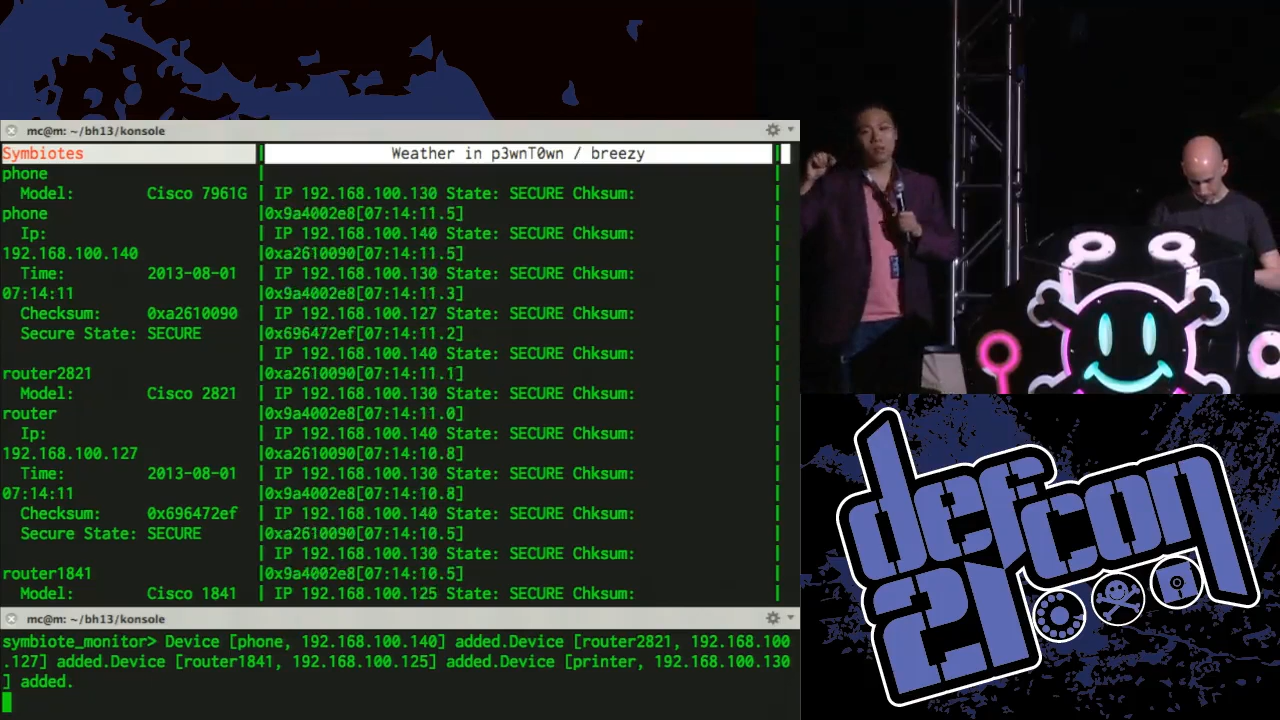 mc@m: ~/bh13/konsole
Symbiotes | Weather in p3wnT0wn / breezy |
phone |
Model: Cisco 7961G | IP 192.168.100.130 State: SECURE Chksum: |
phone |0x9a4002e8[07:14:11.5] |
Ip: | IP 192.168.100.140 State: SECURE Chksum: |
192.168.100.140 |0xa2610090[07:14:11.5] |
Time: 2013-08-01 | IP 192.168.100.130 State: SECURE Chksum: |
07:14:11 |0x9a4002e8[07:14:11.3] |
Checksum: 0xa2610090 | IP 192.168.100.127 State: SECURE Chksum: |
Secure State: SECURE |0x696472ef[07:14:11.2] |
| IP 192.168.100.140 State: SECURE Chksum: |
router2821 |0xa2610090[07:14:11.1] |
Model: Cisco 2821 | IP 192.168.100.130 State: SECURE Chksum: |
router |0x9a4002e8[07:14:11.0] |
Ip: | IP 192.168.100.140 State: SECURE Chksum: |
192.168.100.127 |0xa2610090[07:14:10.8] |
Time: 2013-08-01 | IP 192.168.100.130 State: SECURE Chksum: |
07:14:11 |0x9a4002e8[07:14:10.8] |
Checksum: 0x696472ef | IP 192.168.100.140 State: SECURE Chksum: |
Secure State: SECURE |0xa2610090[07:14:10.5] |
| IP 192.168.100.130 State: SECURE Chksum: |
router1841 |0x9a4002e8[07:14:10.5] |
Model: Cisco 1841 | IP 192.168.100.125 State: SECURE Chksum: |
mc@m: ~/bh13/konsole
symbiote_monitor> Device [phone, 192.168.100.140] added.Device [router2821, 192.168.100
.127] added.Device [router1841, 192.168.100.125] added.Device [printer, 192.168.100.130
] added.
defcon
21